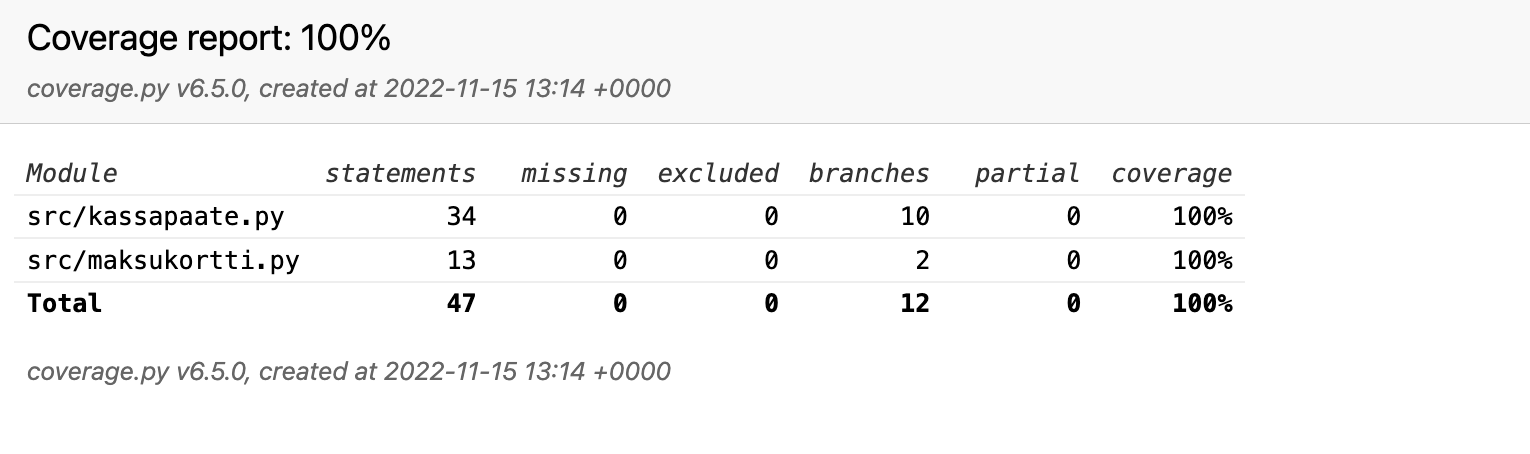 Coverage report: 100%
coverage.py v6.5.0, created at 2022-11-15 13:14 +0000
Module statements missing excluded branches partial coverage
src/kassapaate.py 34 0 0 10 0 100%
src/maksukortti.py 13 0 0 2 0 100%
Total 47 0 0 12 0 100%
coverage.py v6.5.0, created at 2022-11-15 13:14 +0000